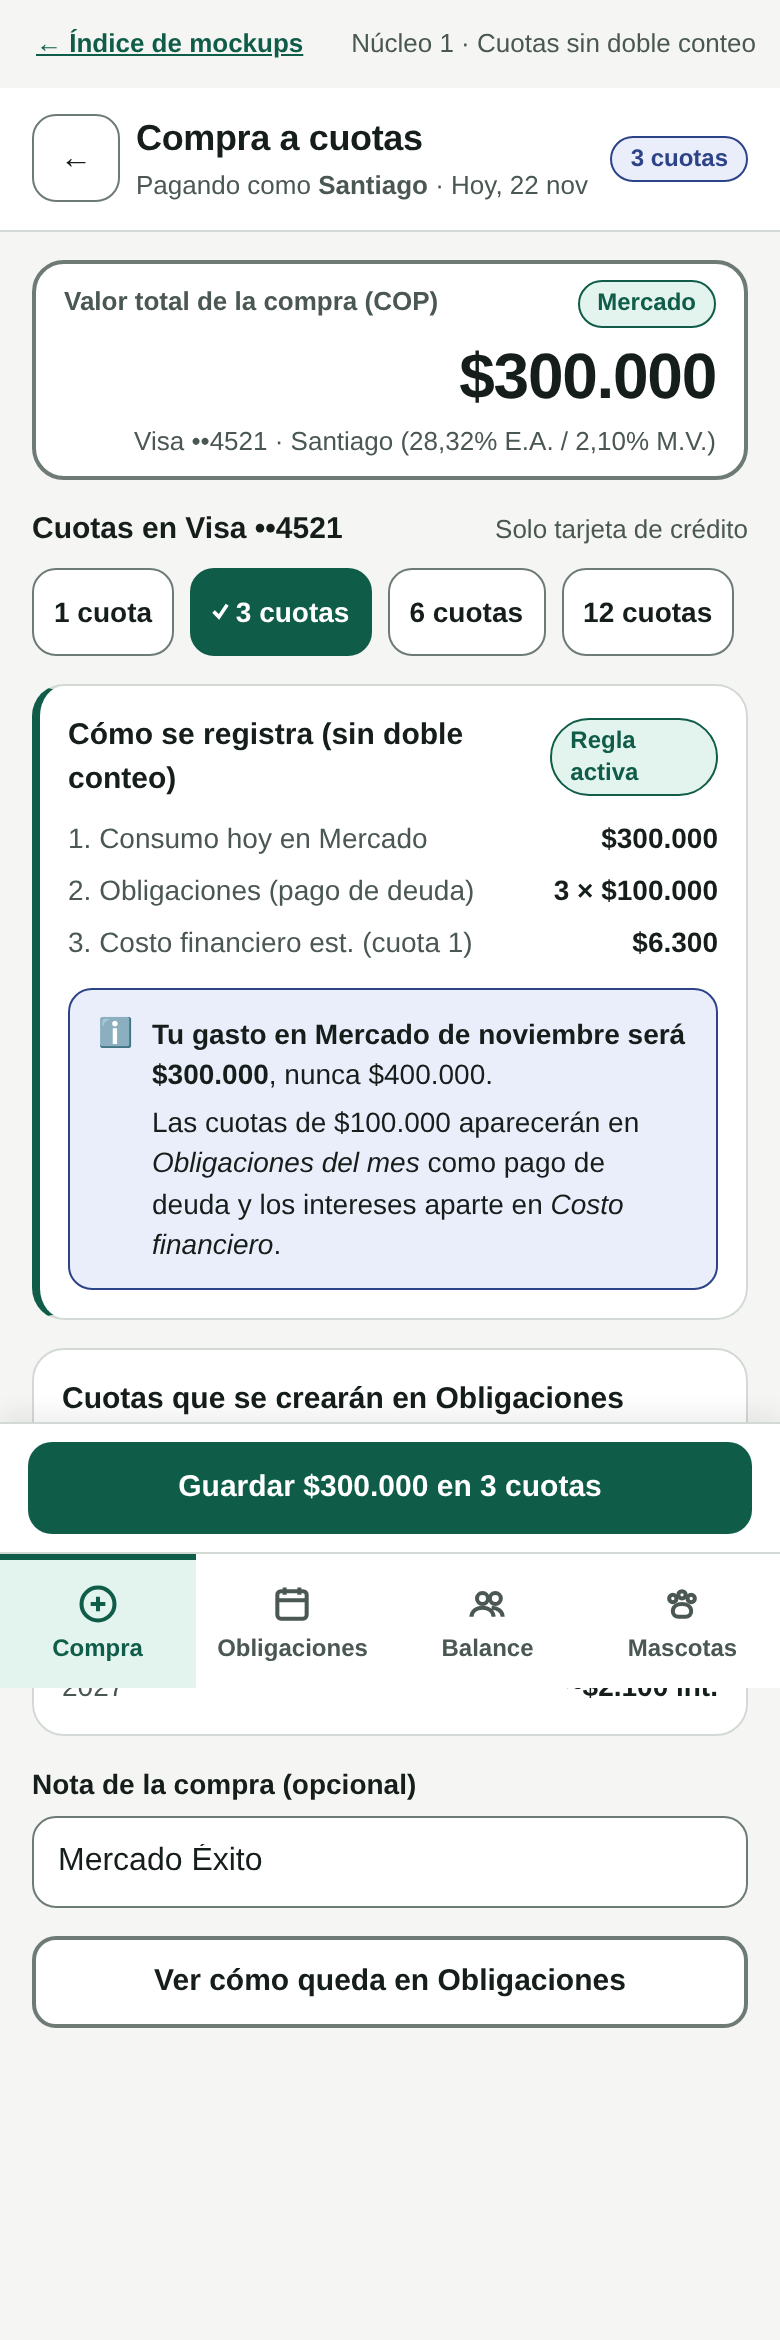 ← Índice de mockups
Núcleo 1 · Cuotas sin doble conteo
←
Compra a cuotas
Pagando como Santiago · Hoy, 22 nov
3 cuotas
Valor total de la compra (COP)
Mercado
$300.000
Visa ••4521 · Santiago (28,32% E.A. / 2,10% M.V.)
Cuotas en Visa ••4521
Solo tarjeta de crédito
1 cuota
✓ 3 cuotas
6 cuotas
12 cuotas
Cómo se registra (sin doble
conteo)
Regla
activa
1. Consumo hoy en Mercado
$300.000
2. Obligaciones (pago de deuda)
3 × $100.000
3. Costo financiero est. (cuota 1)
$6.300
Tu gasto en Mercado de noviembre será
$300.000, nunca $400.000.
Las cuotas de $100.000 aparecerán en
Obligaciones del mes como pago de
deuda y los intereses aparte en Costo
financiero.
Cuotas que se crearán en Obligaciones
Guardar $300.000 en 3 cuotas
Compra
Obligaciones
Balance
Mascotas
2027
~$2.100 int.
Nota de la compra (opcional)
Mercado Éxito
Ver cómo queda en Obligaciones